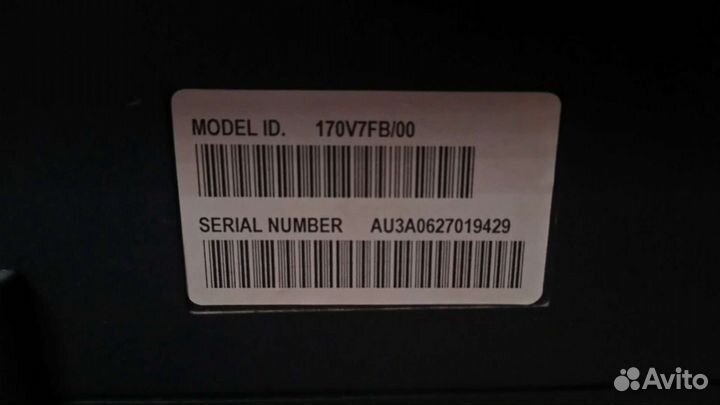 MODEL ID. 170V7FB/00
SERIAL NUMBER AU3A0627019429
Avito